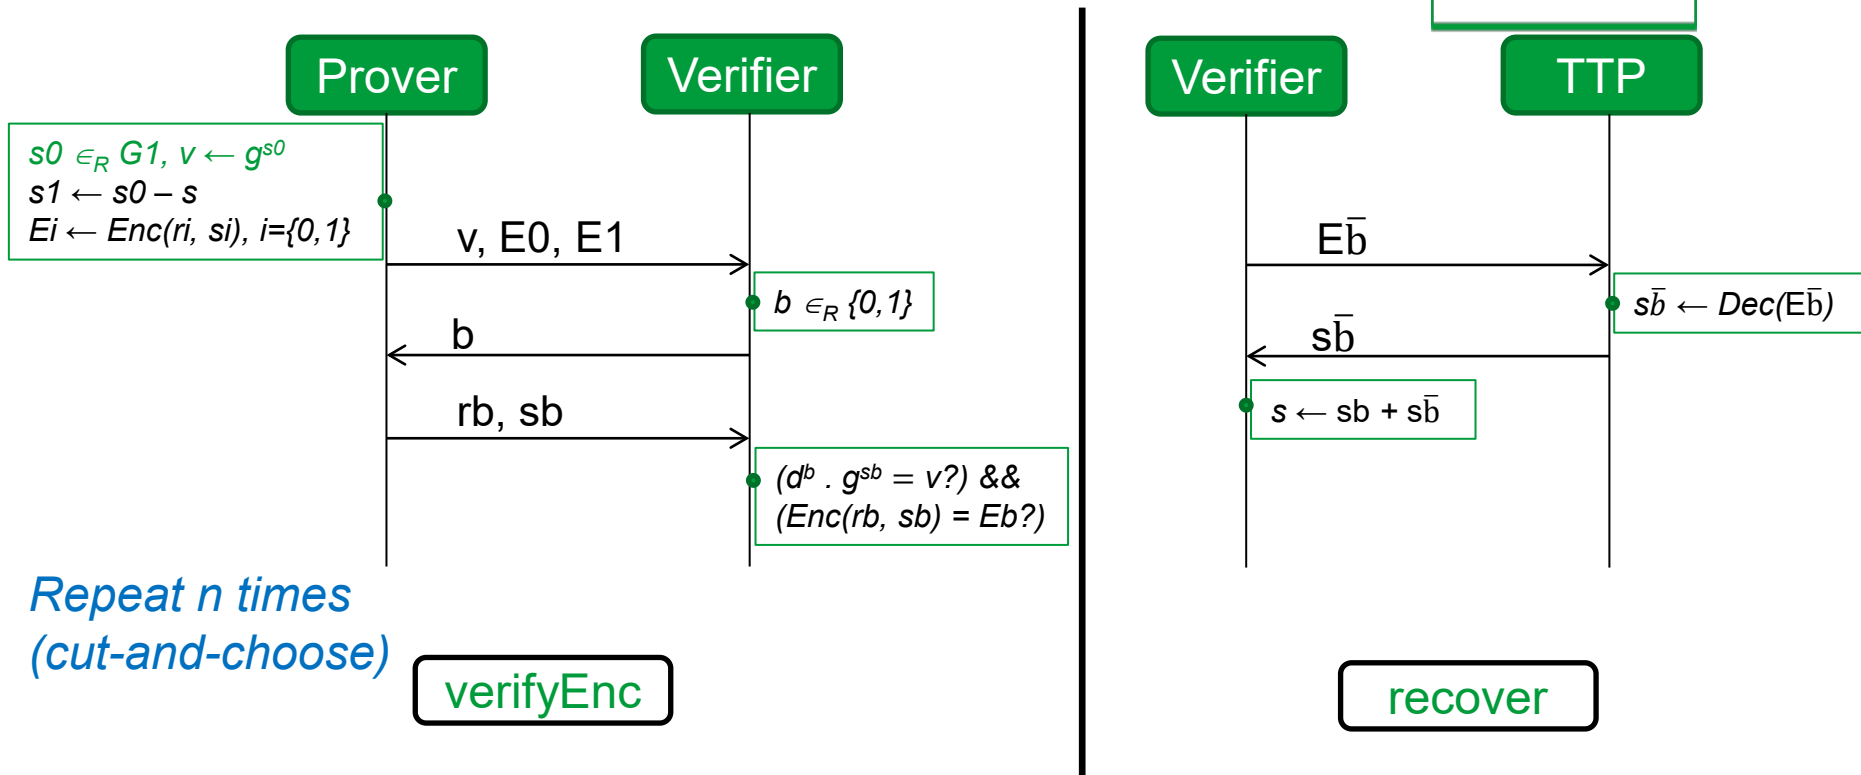 Prover
Verifier
s0 ∈R G1, v ← g^s0
s1 ← s0 – s
Ei ← Enc(ri, si), i={0,1}
v, E0, E1
b ∈R {0,1}
b
rb, sb
(d^b . g^sb = v?) &&
(Enc(rb, sb) = Eb?)
Repeat n times
(cut-and-choose)
verifyEnc
Verifier
TTP
Eb̄
sb̄ ← Dec(Eb̄)
sb̄
s ← sb + sb̄
recover